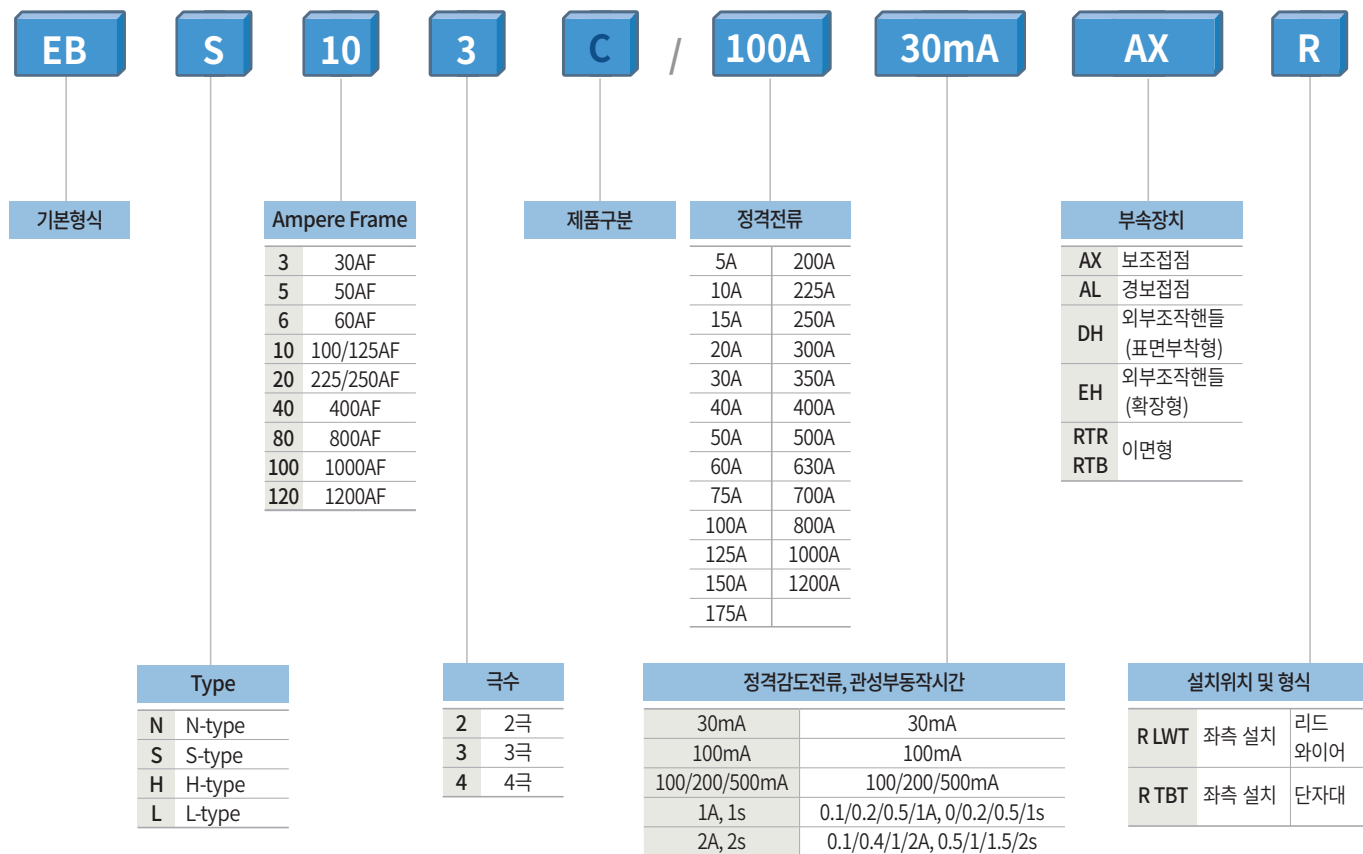 EB S 10 3 C / 100A 30mA AX R
기본형식
Ampere Frame
3 30AF
5 50AF
6 60AF
10 100/125AF
20 225/250AF
40 400AF
80 800AF
100 1000AF
120 1200AF
제품구분
정격전류
5A 200A
10A 225A
15A 250A
20A 300A
30A 350A
40A 400A
50A 500A
60A 630A
75A 700A
100A 800A
125A 1000A
150A 1200A
175A
부속장치
AX 보조접점
AL 경보접점
DH 외부조작핸들
(표면부착형)
EH 외부조작핸들
(확장형)
RTR
RTB 이면형
Type
N N-type
S S-type
H H-type
L L-type
극수
2 2극
3 3극
4 4극
정격감도전류, 관성부동작시간
30mA 30mA
100mA 100mA
100/200/500mA 100/200/500mA
1A, 1s 0.1/0.2/0.5/1A, 0/0.2/0.5/1s
2A, 2s 0.1/0.4/1/2A, 0.5/1/1.5/2s
설치위치 및 형식
R LWT 좌측 설치 리드
와이어
R TBT 좌측 설치 단자대